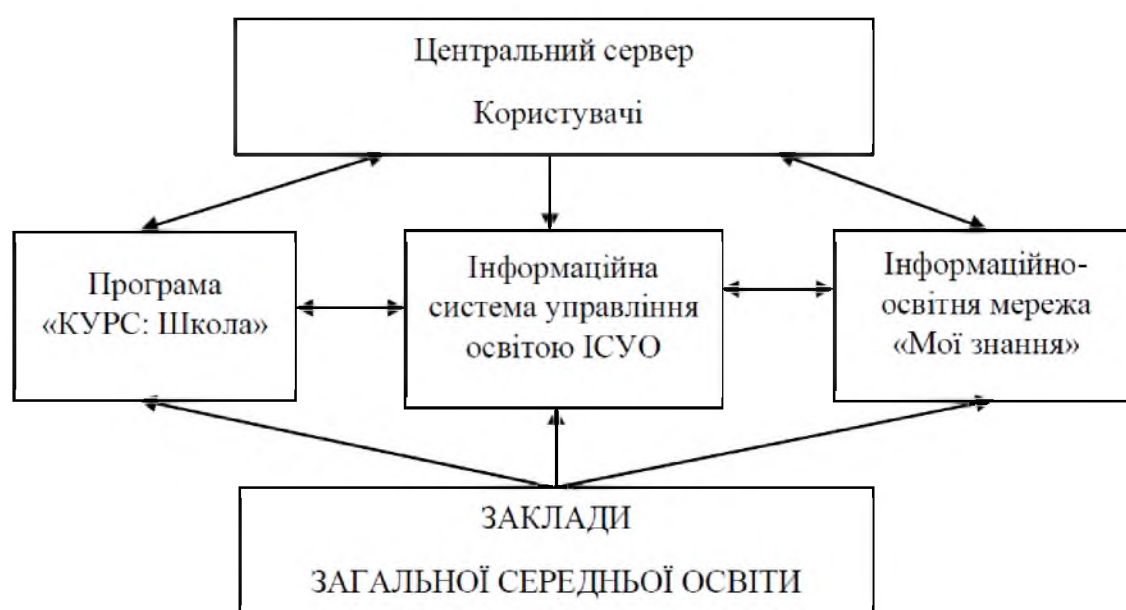 Центральний сервер
Користувачі
Програма
«КУРС: Школа»
Інформаційна
система управління
освітою ІСУО
Інформаційно-
освітня мережа
«Мої знання»
ЗАКЛАДИ
ЗАГАЛЬНОЇ СЕРЕДНЬОЇ ОСВІТИ